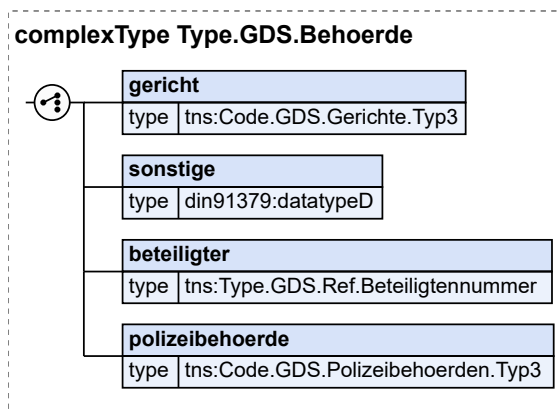 complexType Type.GDS.Behoerde
gericht
type tns:Code.GDS.Gerichte.Typ3
sonstige
type din91379:datatypeD
beteiligter
type tns:Type.GDS.Ref.Beteiligtennummer
polizeibehoerde
type tns:Code.GDS.Polizeibehoerden.Typ3